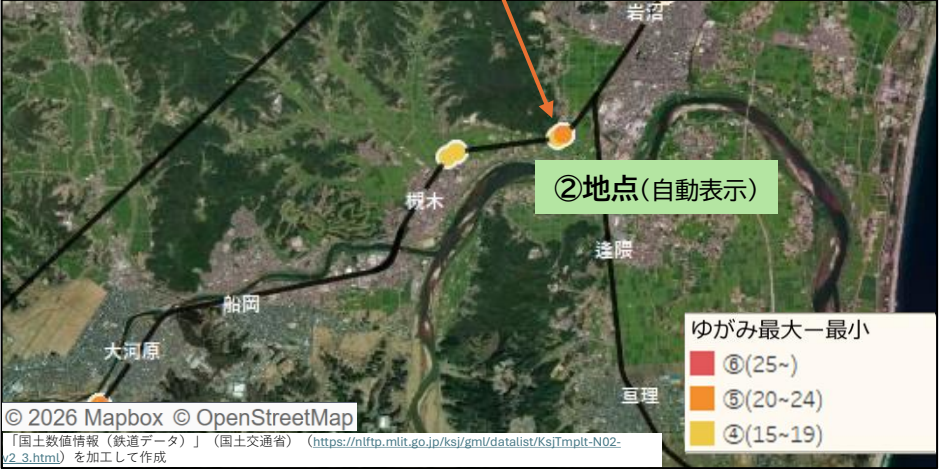 岩沼
槻木
②地点(自動表示)
逢隈
船岡
大河原
亘理
ゆがみ最大ー最小
⑥(25~)
⑤(20~24)
④(15~19)
© 2026 Mapbox © OpenStreetMap
「国土数値情報（鉄道データ）」（国土交通省）（https://nlftp.mlit.go.jp/ksj/gml/datalist/KsjTmplt-N02-
v2_3.html）を加工して作成